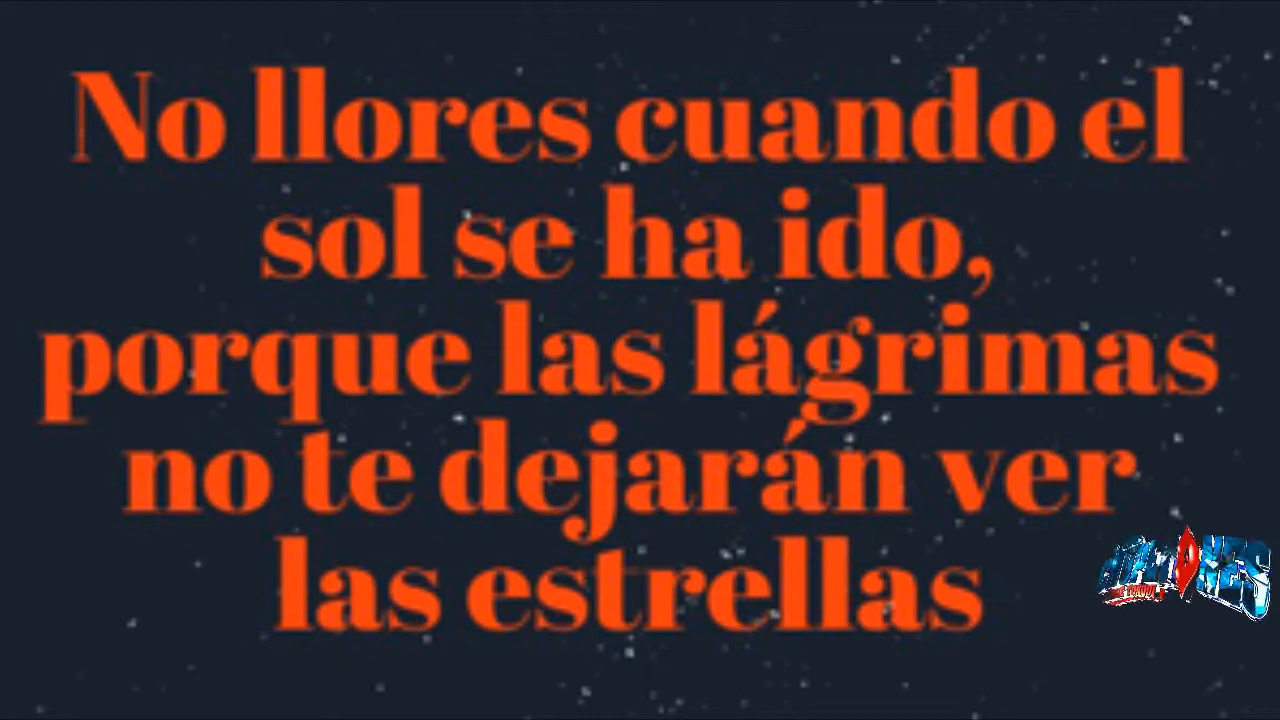 No llores cuando el
sol se ha ido,
porque las lágrimas
no te dejarán ver
las estrellas